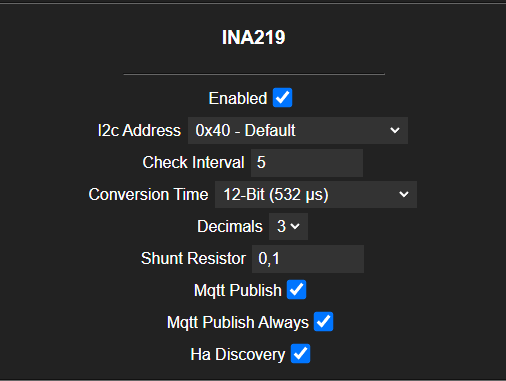 INA219
Enabled
I2c Address 0x40 - Default
Check Interval 5
Conversion Time 12-Bit (532 µs)
Decimals 3
Shunt Resistor 0,1
Mqtt Publish
Mqtt Publish Always
Ha Discovery